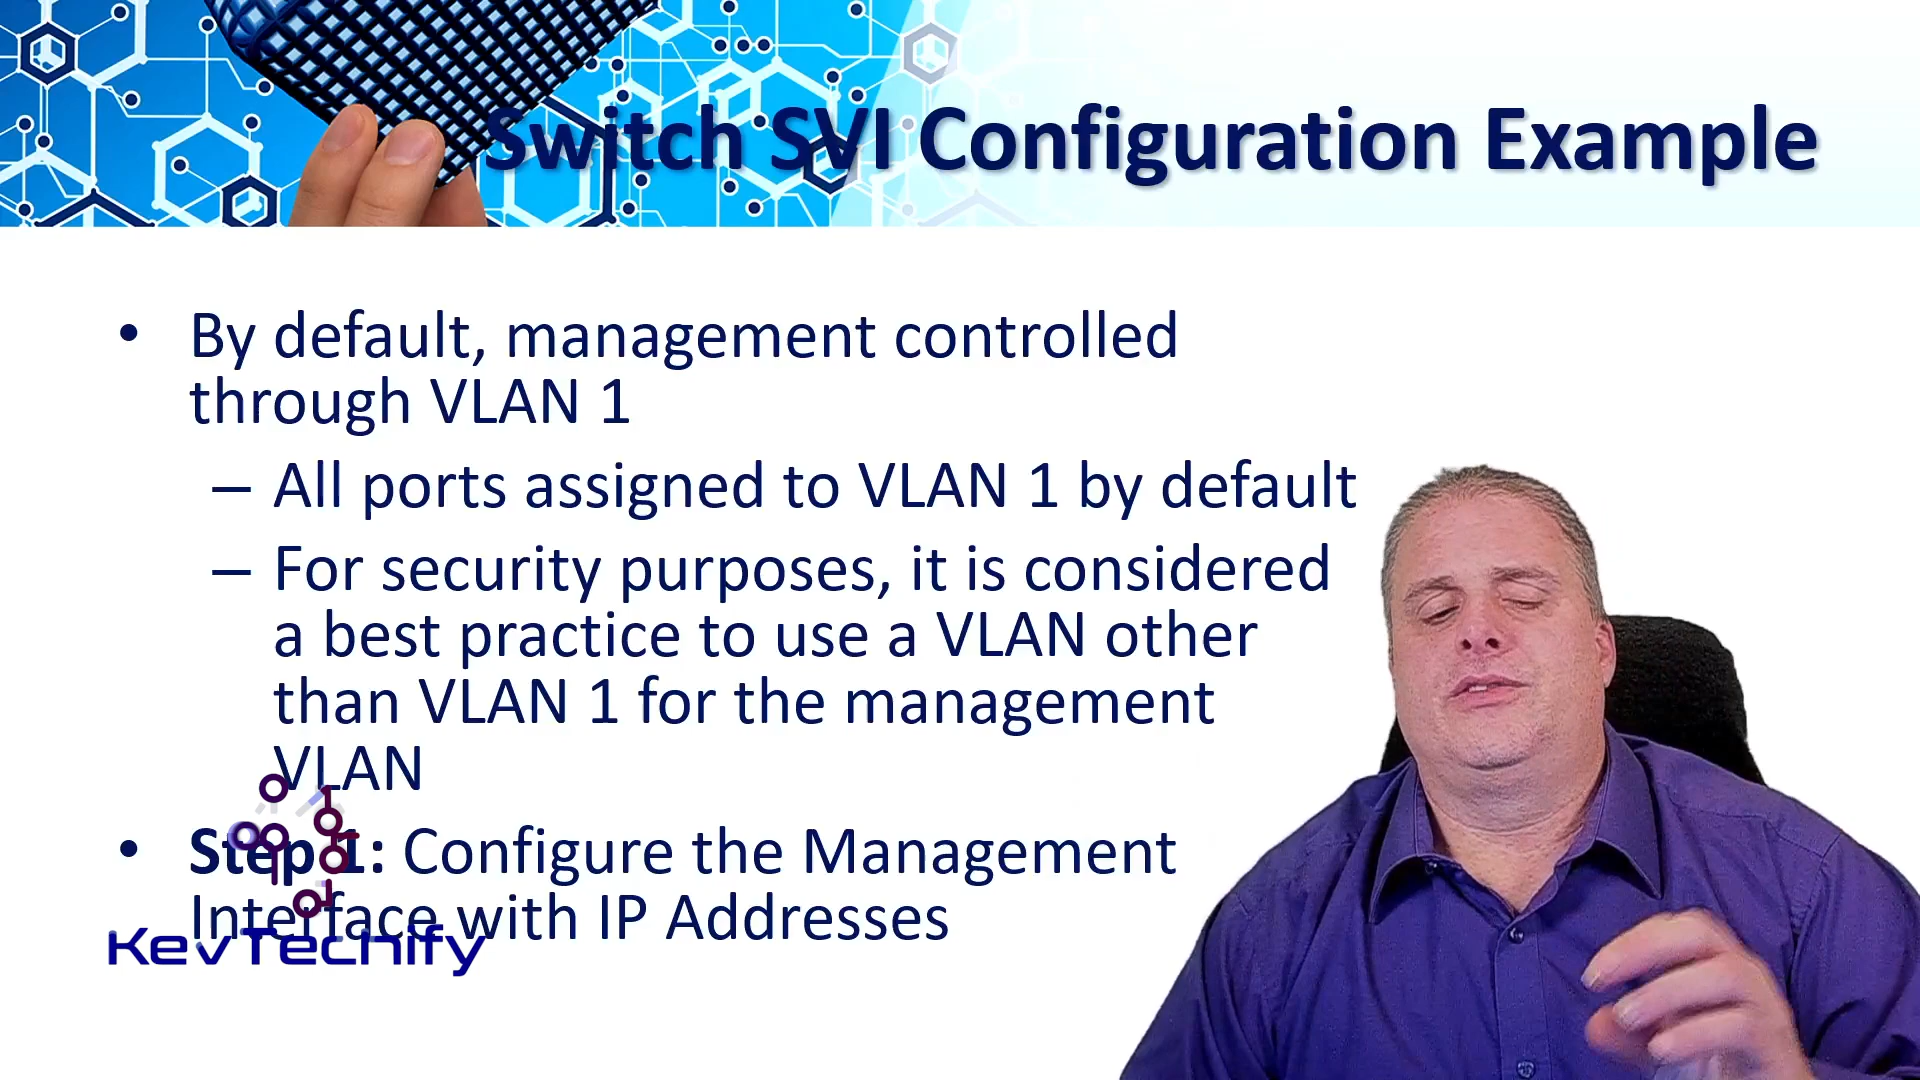 Switch SVI Configuration Example
• By default, management controlled
through VLAN 1
– All ports assigned to VLAN 1 by default
– For security purposes, it is considered
a best practice to use a VLAN other
than VLAN 1 for the management
VLAN
• Step 1: Configure the Management
Interface with IP Addresses
KevTechify